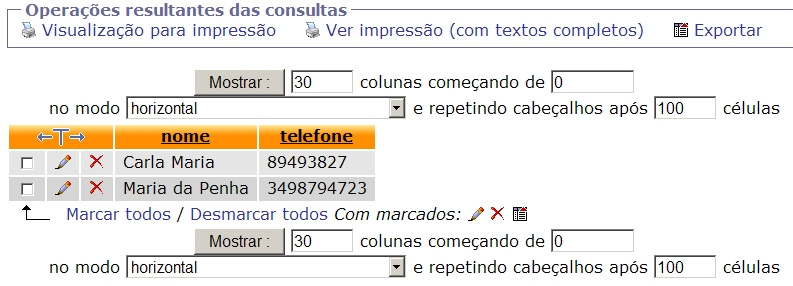 Operações resultantes das consultas
Visualização para impressão Ver impressão (com textos completos) Exportar
Mostrar : 30 colunas começando de 0
no modo horizontal e repetindo cabeçalhos após 100 células
←T→ nome telefone
Carla Maria 89493827
Maria da Penha 3498794723
Marcar todos / Desmarcar todos Com marcados:
Mostrar : 30 colunas começando de 0
no modo horizontal e repetindo cabeçalhos após 100 células